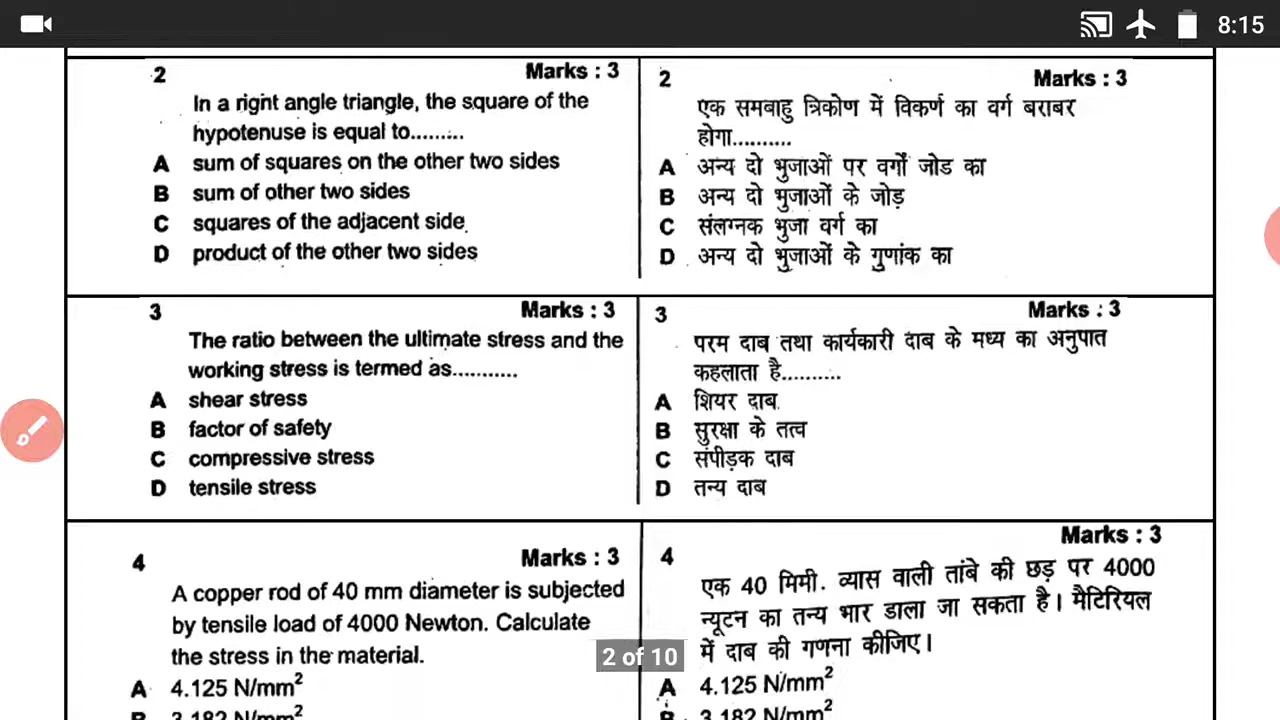 8:15
2 Marks : 3
In a right angle triangle, the square of the
hypotenuse is equal to.........
A sum of squares on the other two sides
B sum of other two sides
C squares of the adjacent side
D product of the other two sides
2 Marks : 3
एक समबाहु त्रिकोण में विकर्ण का वर्ग बराबर
होगा..........
A अन्य दो भुजाओं पर वर्गों जोड का
B अन्य दो भुजाओं के जोड़
C संलग्नक भुजा वर्ग का
D अन्य दो भुजाओं के गुणांक का
3 Marks : 3
The ratio between the ultimate stress and the
working stress is termed as...........
A shear stress
B factor of safety
C compressive stress
D tensile stress
3 Marks : 3
परम दाब तथा कार्यकारी दाब के मध्य का अनुपात
कहलाता है..........
A शियर दाब
B सुरक्षा के तत्व
C संपीड़क दाब
D तन्य दाब
4 Marks : 3
A copper rod of 40 mm diameter is subjected
by tensile load of 4000 Newton. Calculate
the stress in the material.
A 4.125 N/mm²
B 3.182 N/mm²
4 Marks : 3
एक 40 मिमी. व्यास वाली तांबे की छड़ पर 4000
न्यूटन का तन्य भार डाला जा सकता है। मैटिरियल
में दाब की गणना कीजिए।
A 4.125 N/mm²
B 3.182 N/mm²
2 of 10